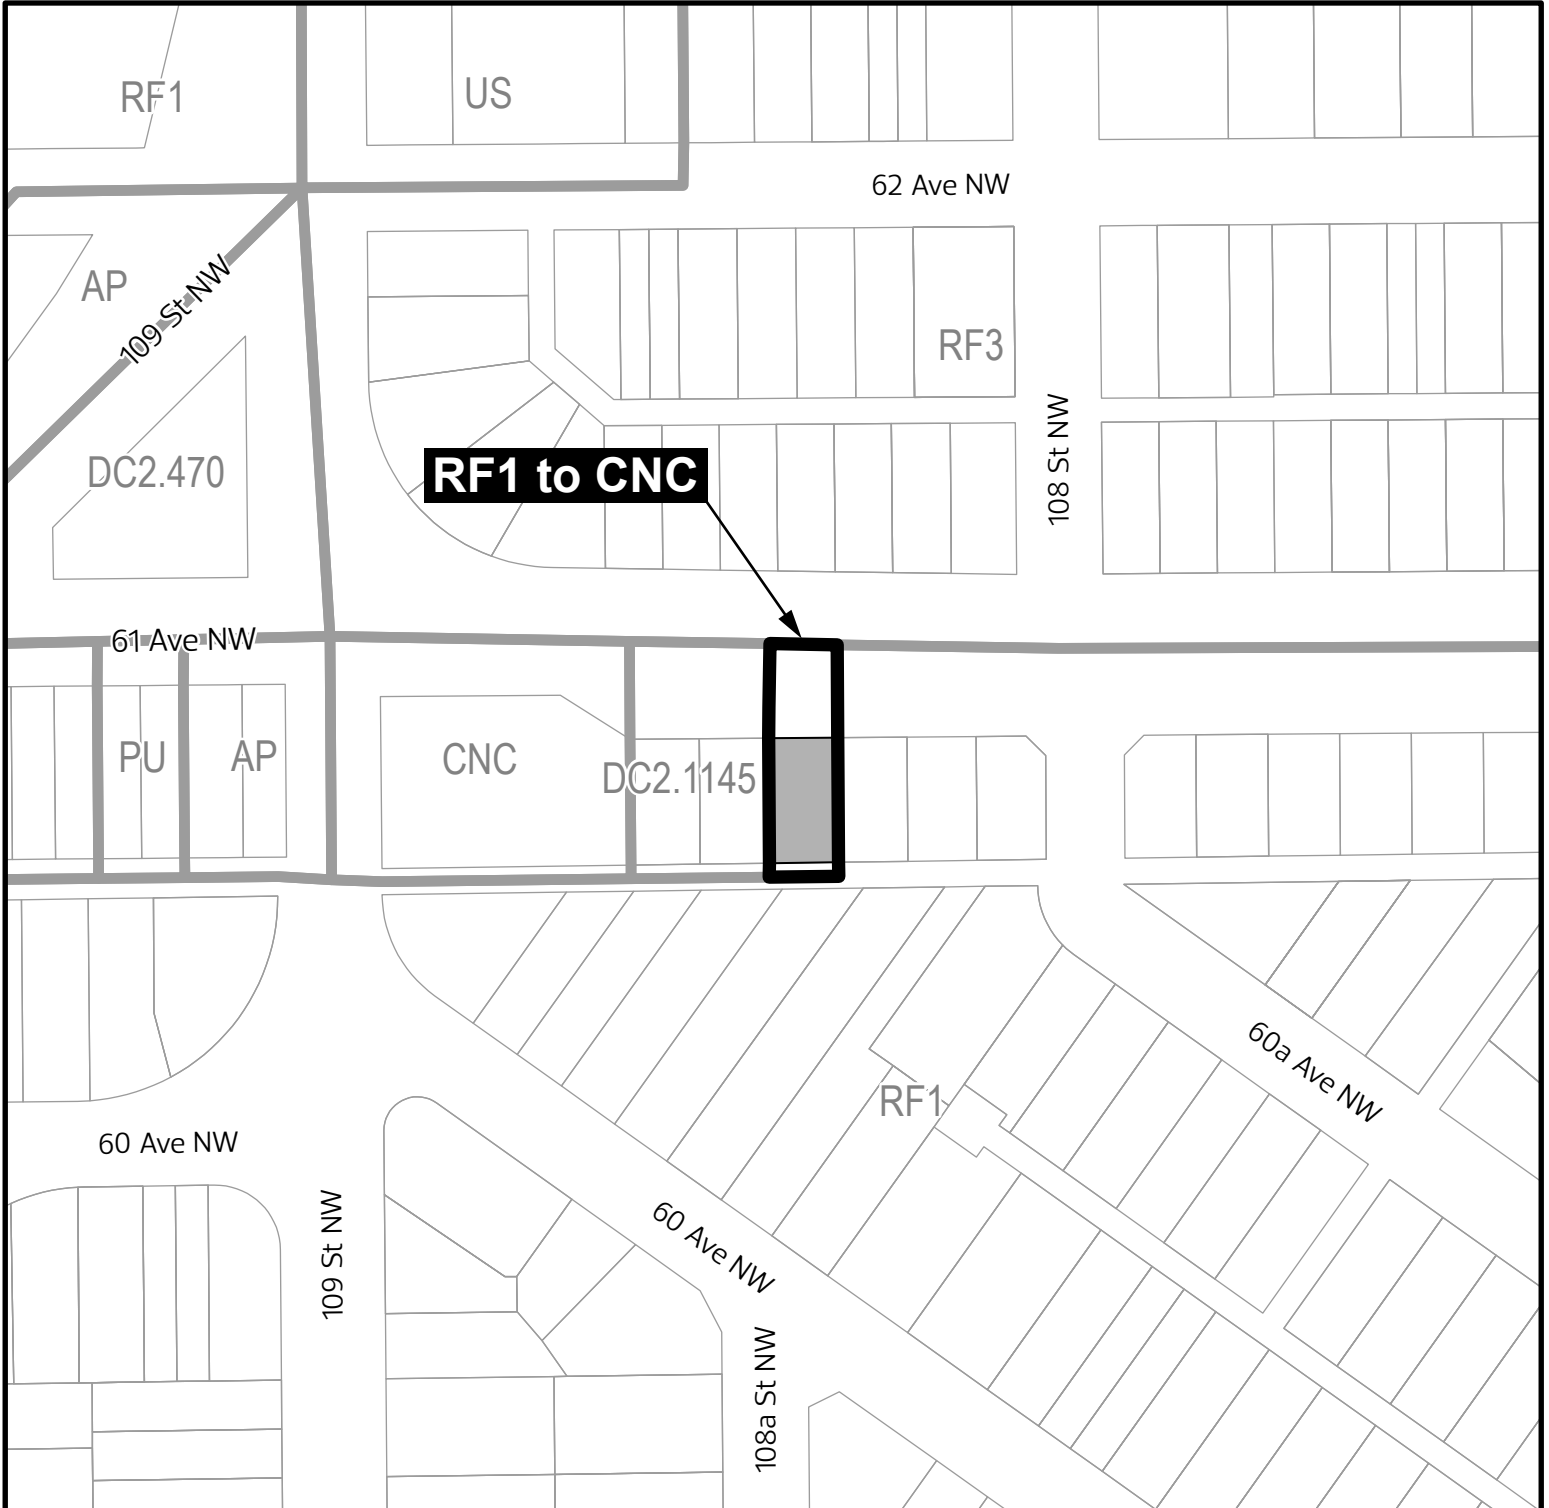 RF1
US
62 Ave NW
AP
109 St NW
RF3
DC2.470
RF1 to CNC
108 St NW
61 Ave NW
PU
AP
CNC
DC2.1145
60a Ave NW
RF1
60 Ave NW
109 St NW
60 Ave NW
108a St NW